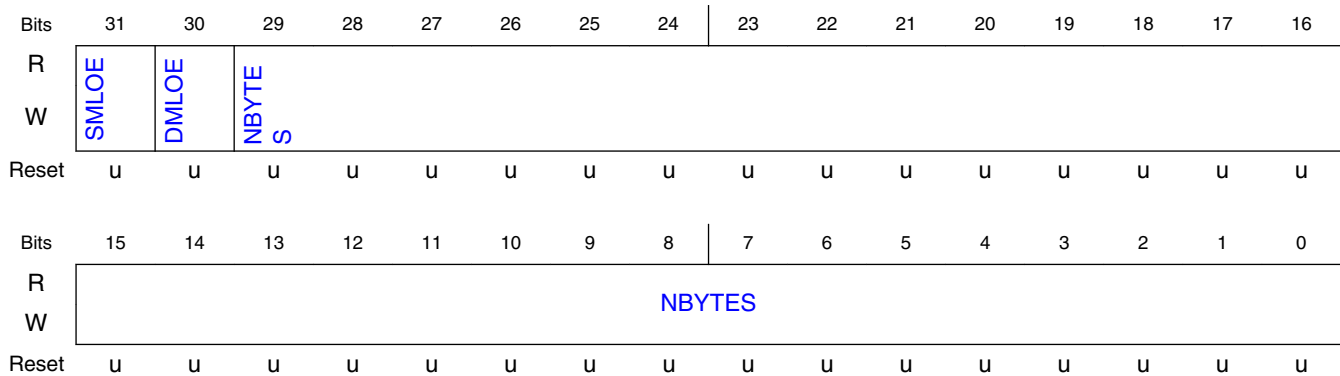 Bits 31 30 29 28 27 26 25 24 23 22 21 20 19 18 17 16
R
W
SMLOE
DMLOE
NBYTE
S
Reset u u u u u u u u u u u u u u u u
Bits 15 14 13 12 11 10 9 8 7 6 5 4 3 2 1 0
R
NBYTES
W
Reset u u u u u u u u u u u u u u u u